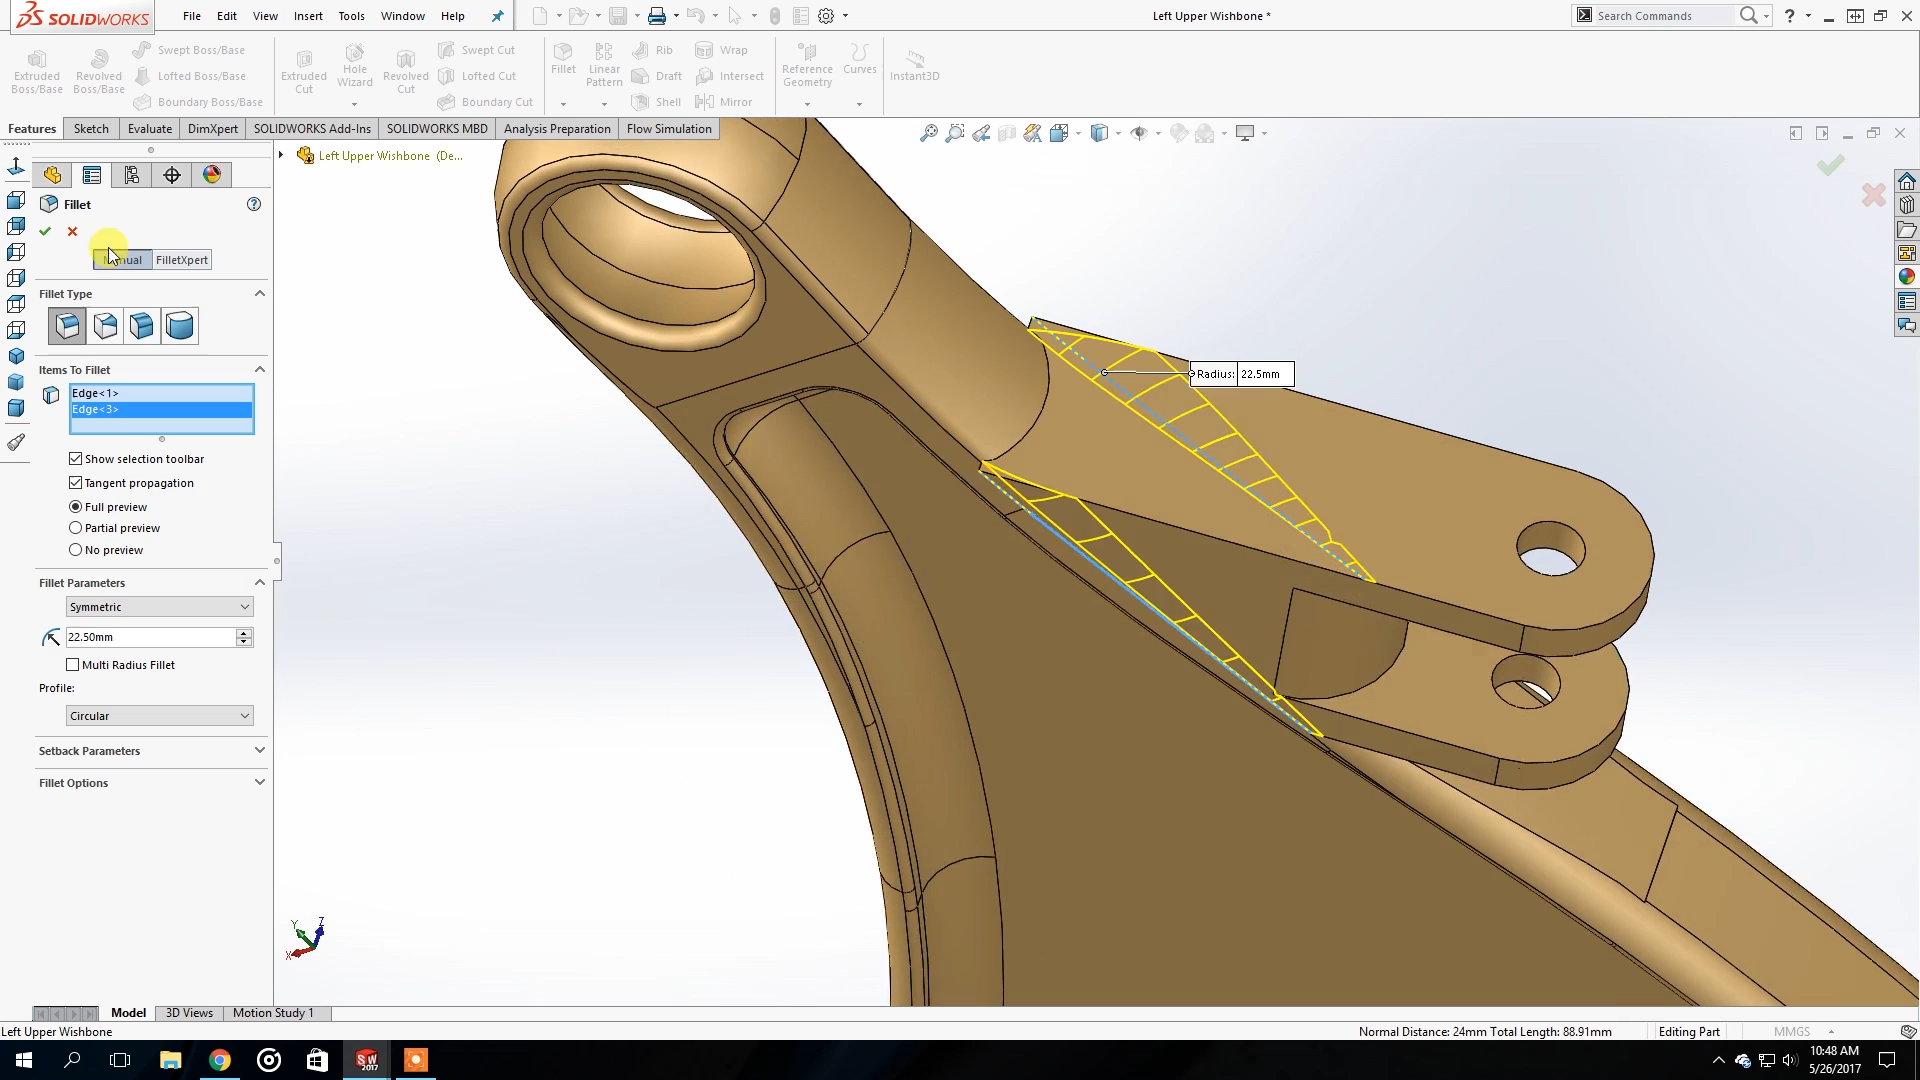 SOLIDWORKS
File Edit View Insert Tools Window Help
Left Upper Wishbone *
Search Commands
Extruded Boss/Base
Revolved Boss/Base
Swept Boss/Base
Lofted Boss/Base
Boundary Boss/Base
Extruded Cut
Hole Wizard
Revolved Cut
Swept Cut
Lofted Cut
Boundary Cut
Fillet
Linear Pattern
Rib
Draft
Shell
Wrap
Intersect
Mirror
Reference Geometry
Curves
Instant3D
Features Sketch Evaluate DimXpert SOLIDWORKS Add-Ins SOLIDWORKS MBD Analysis Preparation Flow Simulation
Left Upper Wishbone (De...
Fillet
Manual FilletXpert
Fillet Type
Items To Fillet
Edge<1>
Edge<3>
Show selection toolbar
Tangent propagation
Full preview
Partial preview
No preview
Fillet Parameters
Symmetric
22.50mm
Multi Radius Fillet
Profile:
Circular
Setback Parameters
Fillet Options
Radius: 22.5mm
Y
Z
X
Model 3D Views Motion Study 1
Left Upper Wishbone
Normal Distance: 24mm Total Length: 88.91mm
Editing Part
MMGS
SW
2017
10:48 AM
5/26/2017